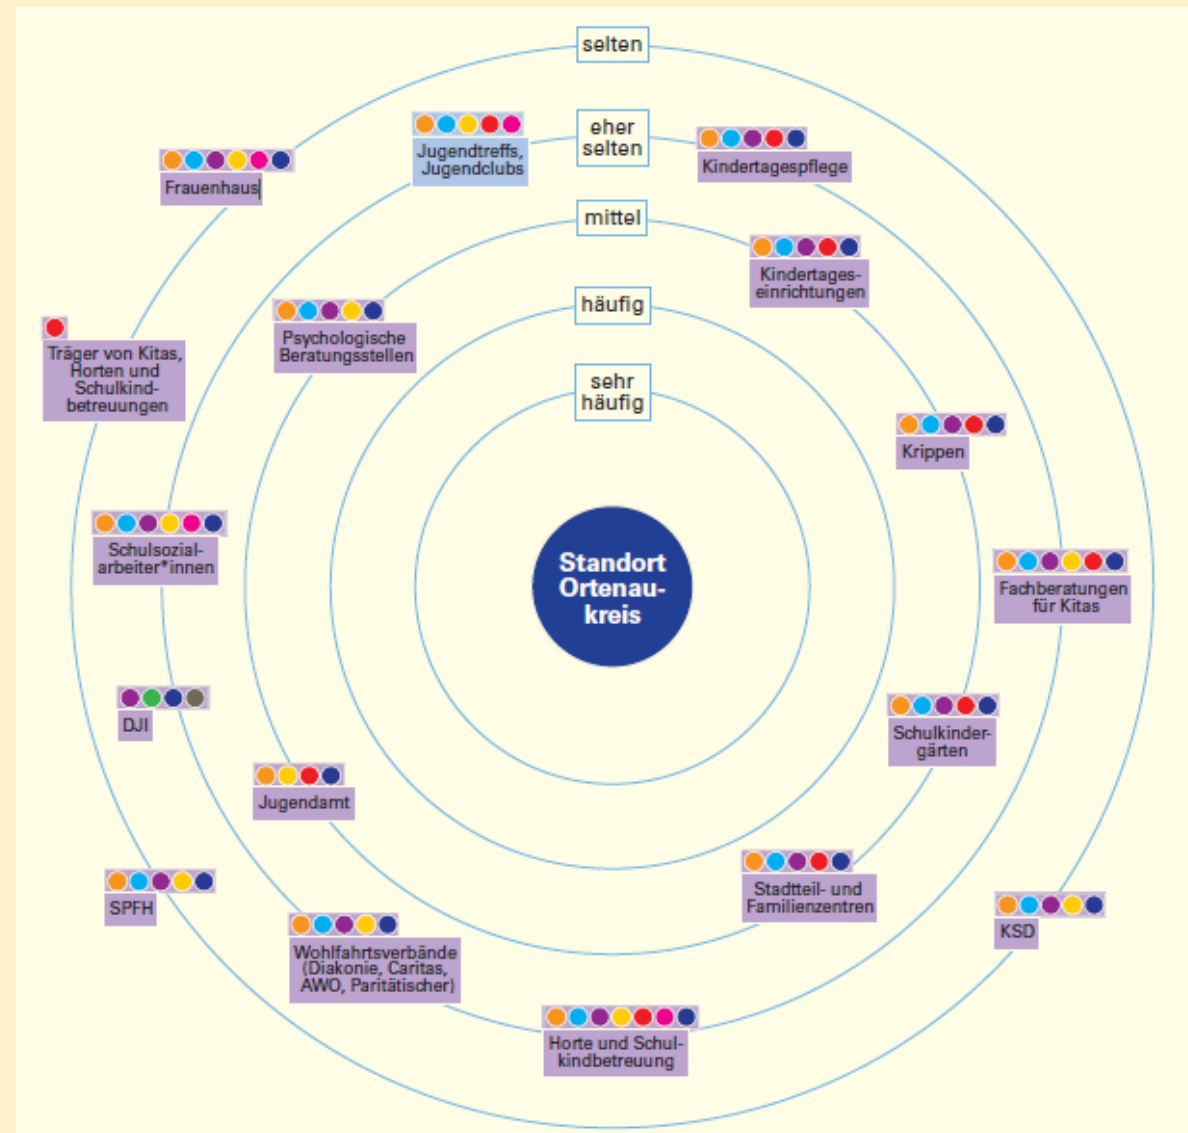 selten
eher
selten
Jugendtreffs,
Jugendclubs
Kindertagespflege
Frauenhaus
mittel
Kindertages-
einrichtungen
häufig
Psychologische
Beratungsstellen
Träger von Kitas,
Horten und
Schulkind-
betreuungen
sehr
häufig
Krippen
Schulsozial-
arbeiter*innen
Standort
Ortenau-
kreis
Fachberatungen
für Kitas
DJI
Schulkinder-
gärten
Jugendamt
Stadtteil- und
Familienzentren
SPFH
KSD
Wohlfahrtsverbände
(Diakonie, Caritas,
AWO, Paritätischer)
Horte und Schul-
kindbetreuung